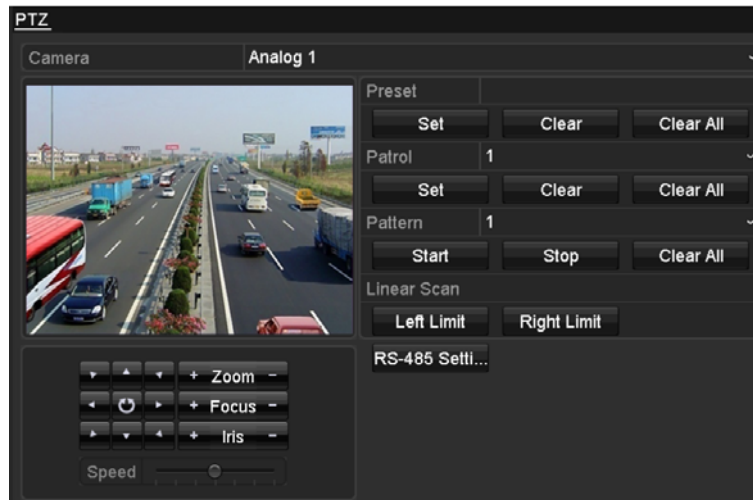 PTZ
Camera Analog 1
Preset
Set Clear Clear All
Patrol 1
Set Clear Clear All
Pattern 1
Start Stop Clear All
Linear Scan
Left Limit Right Limit
RS-485 Setti...
+ Zoom -
+ Focus -
+ Iris -
Speed